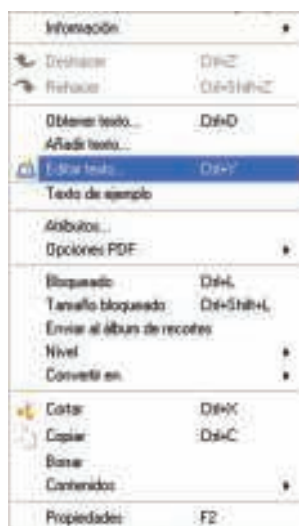 Información
Deshacer Ctrl+Z
Rehacer Ctrl+Shift+Z
Obtener texto... Ctrl+D
Añadir texto...
Editar texto... Ctrl+Y
Texto de ejemplo
Atributos...
Opciones PDF
Bloqueado Ctrl+L
Tamaño bloqueado Ctrl+Shift+L
Enviar al álbum de recortes
Nivel
Convertir en
Cortar Ctrl+X
Copiar Ctrl+C
Borrar
Contenidos
Propiedades F2